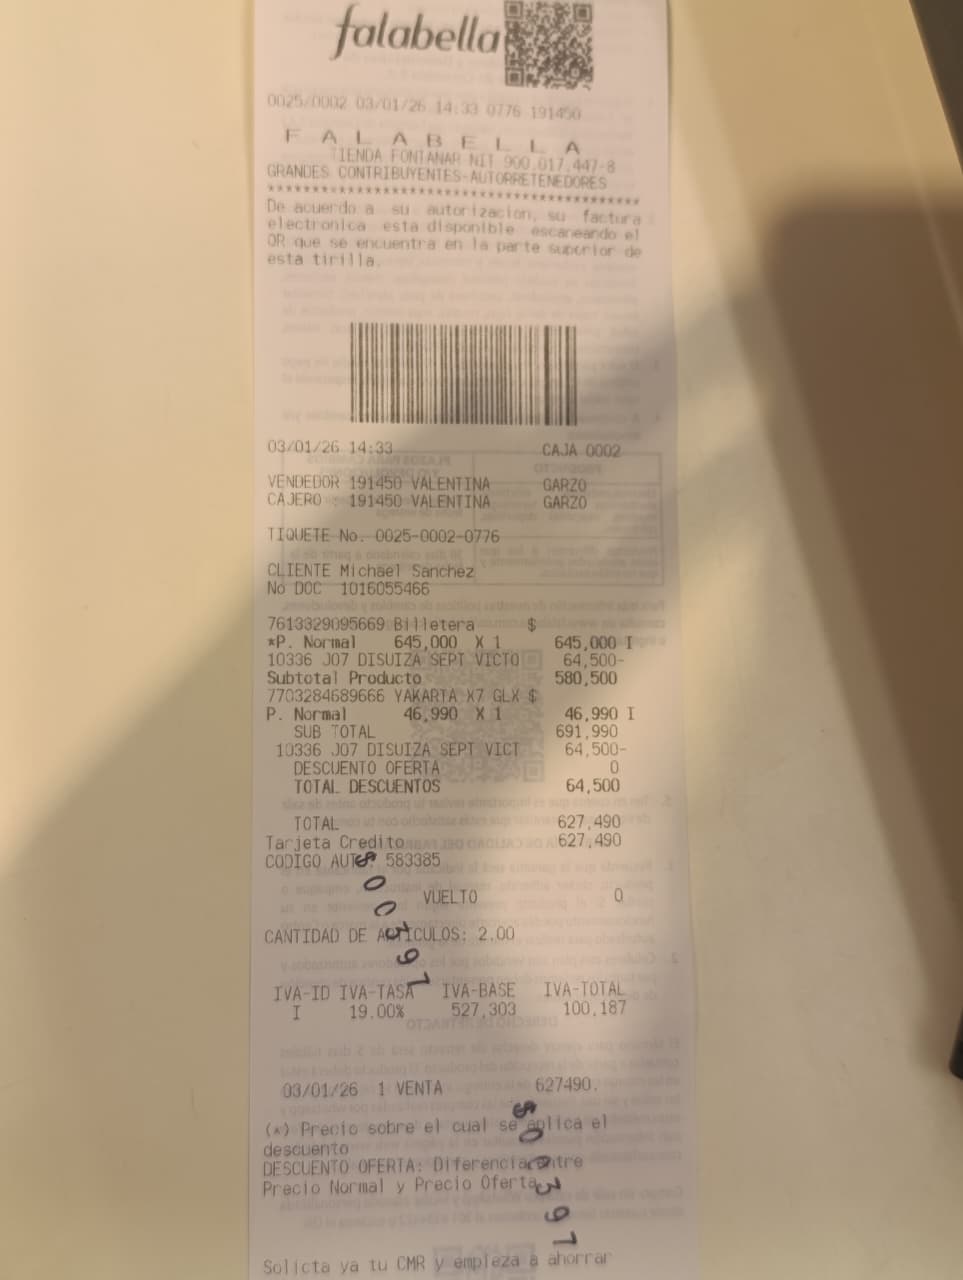 falabella
0025/0002 03/01/26 14:33 0776 191450
F A L A B E L L A
TIENDA FONTANAR NIT 900.017.447-8
GRANDES CONTRIBUYENTES-AUTORRETENEDORES
******************************************
De acuerdo a su autorizacion, su factura
electronica esta disponible escaneando el
QR que se encuentra en la parte superior de
esta tirilla.
03/01/26 14:33 CAJA 0002
VENDEDOR 191450 VALENTINA GARZO
CAJERO : 191450 VALENTINA GARZO
TIQUETE No. 0025-0002-0776
CLIENTE Michael Sanchez
No DOC 1016055466
7613329095669 Billetera $
*P. Normal 645,000 X 1 645,000 I
10336 J07 DISUIZA SEPT VICTO 64,500-
Subtotal Producto 580,500
7703284689666 YAKARTA X7 GLX $
P. Normal 46,990 X 1 46,990 I
SUB TOTAL 691,990
10336 J07 DISUIZA SEPT VICT 64,500-
DESCUENTO OFERTA 0
TOTAL DESCUENTOS 64,500
TOTAL 627,490
Tarjeta Credito 627,490
CODIGO AUT 583385
VUELTO 0
CANTIDAD DE ARTICULOS: 2.00
IVA-ID IVA-TASA IVA-BASE IVA-TOTAL
I 19.00% 527,303 100,187
03/01/26 1 VENTA 627490.
(*) Precio sobre el cual se aplica el
descuento
DESCUENTO OFERTA: Diferencia entre
Precio Normal y Precio Oferta
Solicta ya tu CMR y empieza a ahorrar